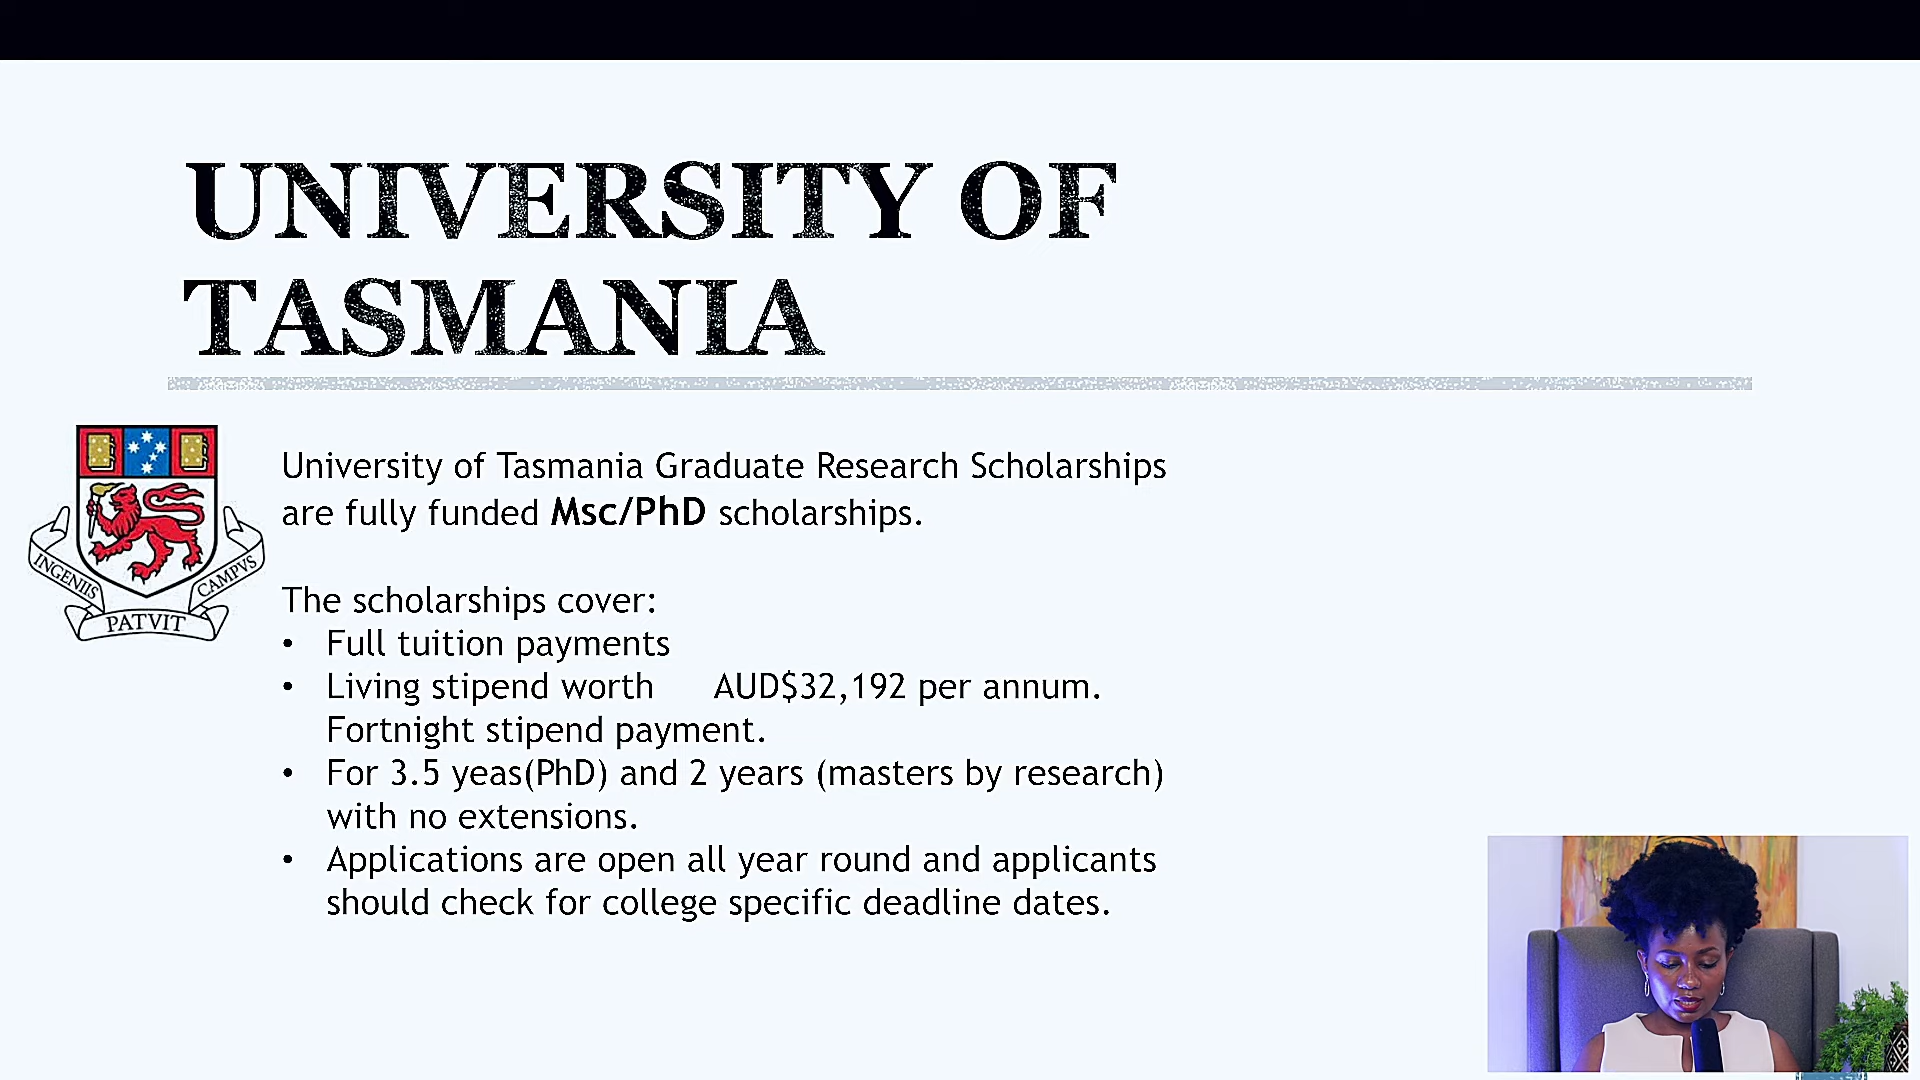 UNIVERSITY OF
TASMANIA
University of Tasmania Graduate Research Scholarships
are fully funded Msc/PhD scholarships.
The scholarships cover:
• Full tuition payments
• Living stipend worth AUD$32,192 per annum.
Fortnight stipend payment.
• For 3.5 yeas(PhD) and 2 years (masters by research)
with no extensions.
• Applications are open all year round and applicants
should check for college specific deadline dates.
INGENIIS
PATVIT
CAMPVS